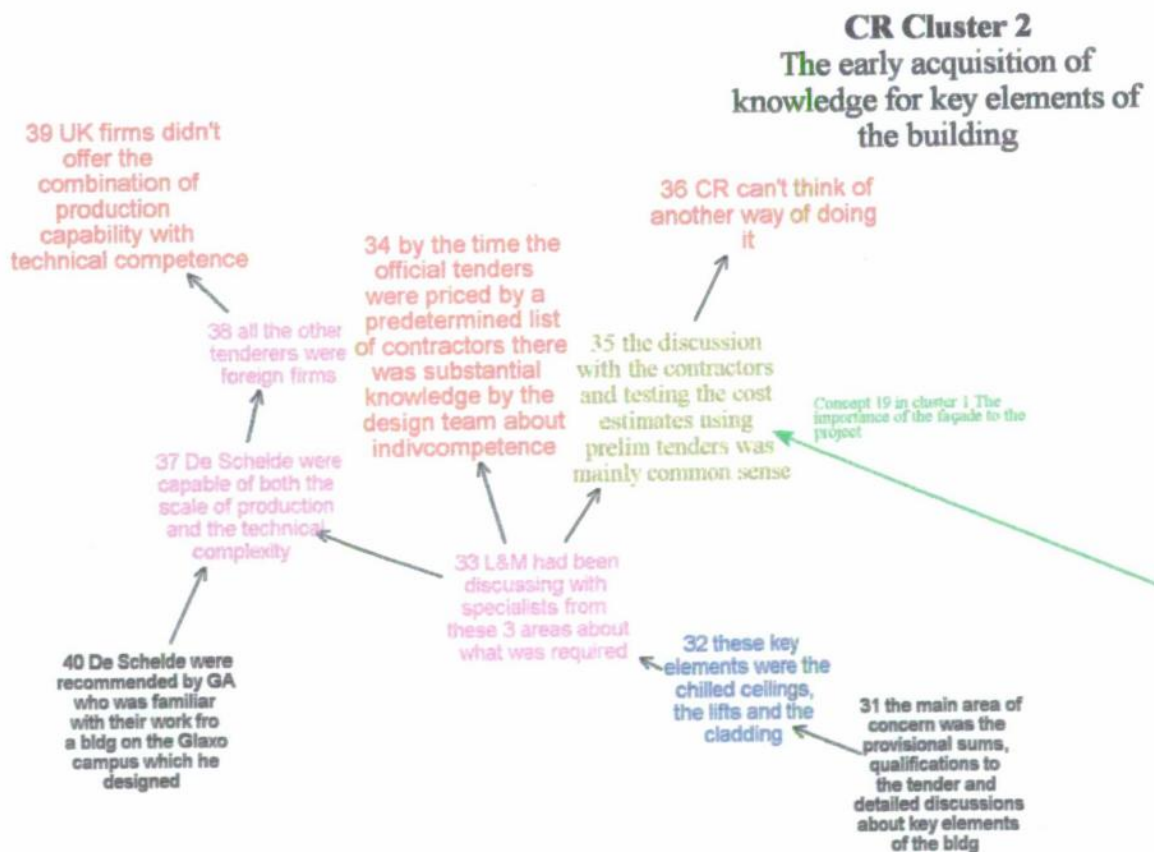 CR Cluster 2
The early acquisition of
knowledge for key elements of
the building
39 UK firms didn't
offer the
combination of
production
capability with
technical competence
36 CR can't think of
another way of doing
it
34 by the time the
official tenders
were priced by a
predetermined list
of contractors there
was substantial
knowledge by the
design team about
indivcompetence
38 all the other
tenderers were
foreign firms
35 the discussion
with the contractors
and testing the cost
estimates using
prelim tenders was
mainly common sense
Concept 19 in cluster 1 The
importance of the façade to the
project
37 De Schelde were
capable of both the
scale of production
and the technical
complexity
33 L&M had been
discussing with
specialists from
these 3 areas about
what was required
32 these key
elements were the
chilled ceilings,
the lifts and the
cladding
40 De Schelde were
recommended by GA
who was familiar
with their work fro
a bldg on the Glaxo
campus which he
designed
31 the main area of
concern was the
provisional sums,
qualifications to
the tender and
detailed discussions
about key elements
of the bldg